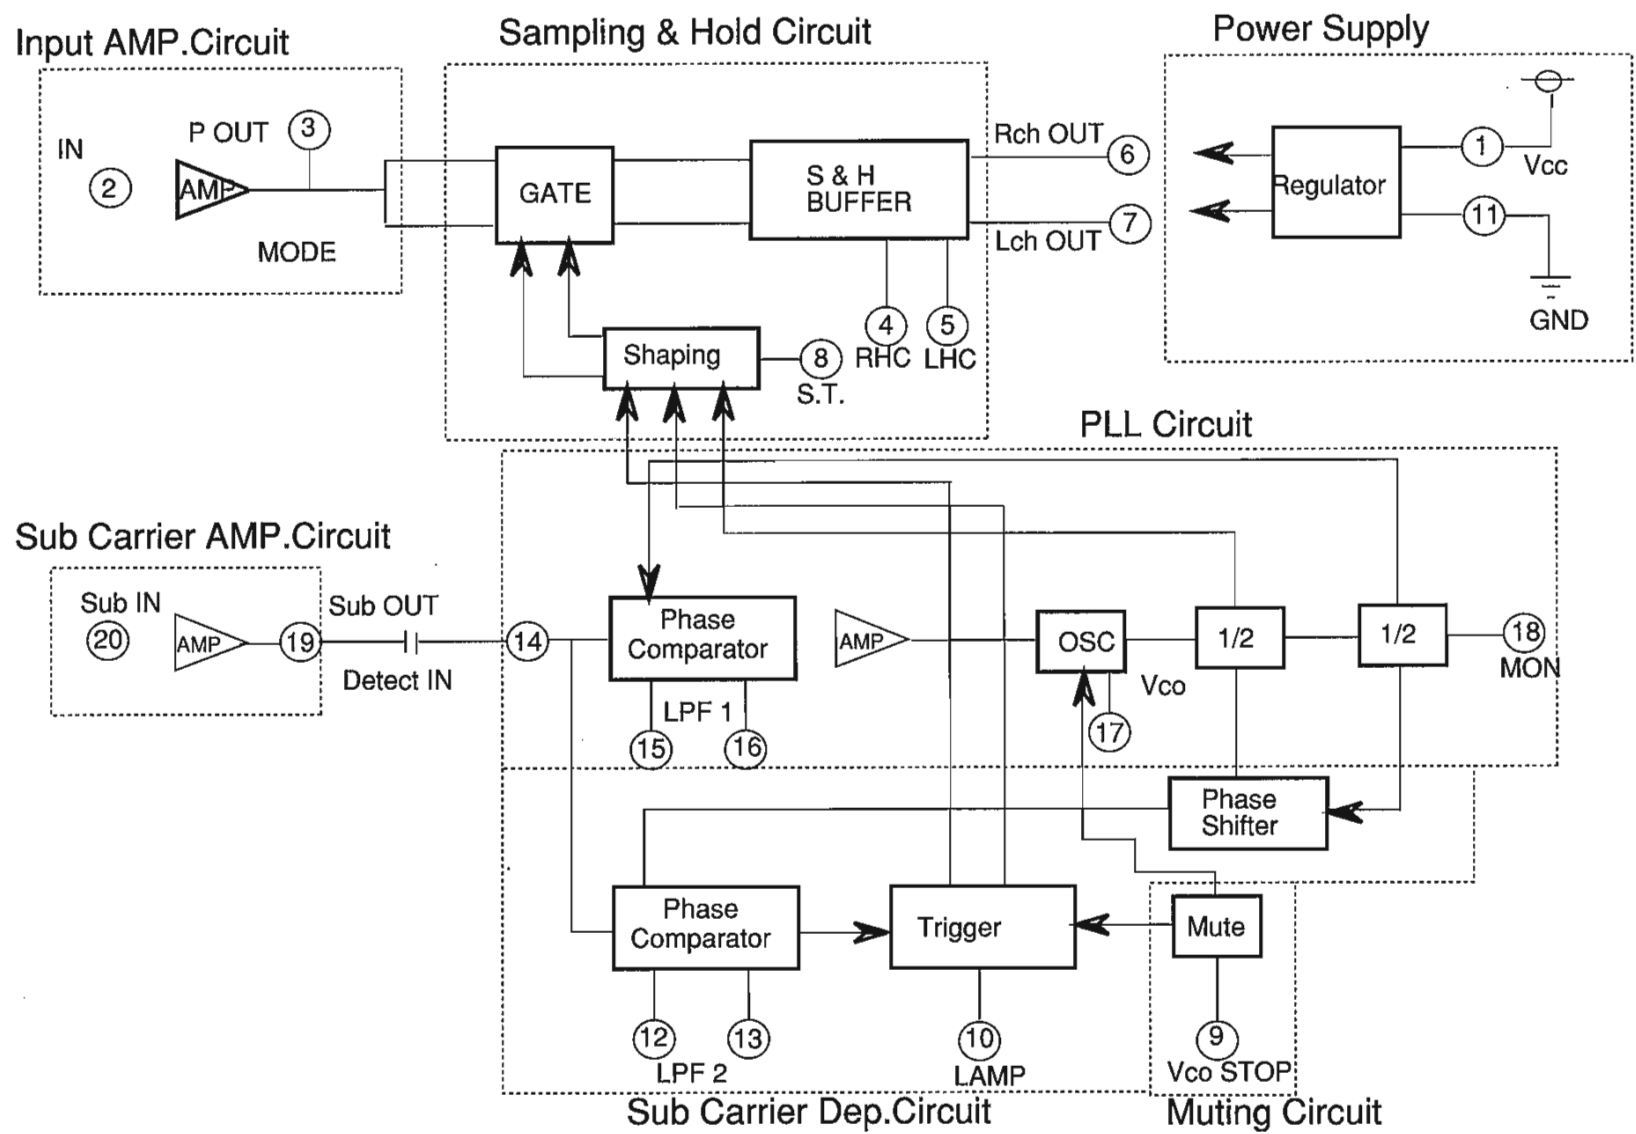 Input AMP.Circuit
Sampling & Hold Circuit
Power Supply
IN
2
AMP
P OUT
3
MODE
GATE
S & H
BUFFER
Rch OUT
6
Lch OUT
7
4
RHC
5
LHC
Shaping
8
S.T.
Regulator
1
Vcc
11
GND
PLL Circuit
Sub Carrier AMP.Circuit
Sub IN
20
AMP
19
Sub OUT
Detect IN
14
Phase
Comparator
LPF 1
15
16
AMP
OSC
Vco
17
1/2
1/2
18
MON
Phase
Shifter
Phase
Comparator
12
13
LPF 2
Trigger
10
LAMP
Mute
9
Vco STOP
Sub Carrier Dep.Circuit
Muting Circuit